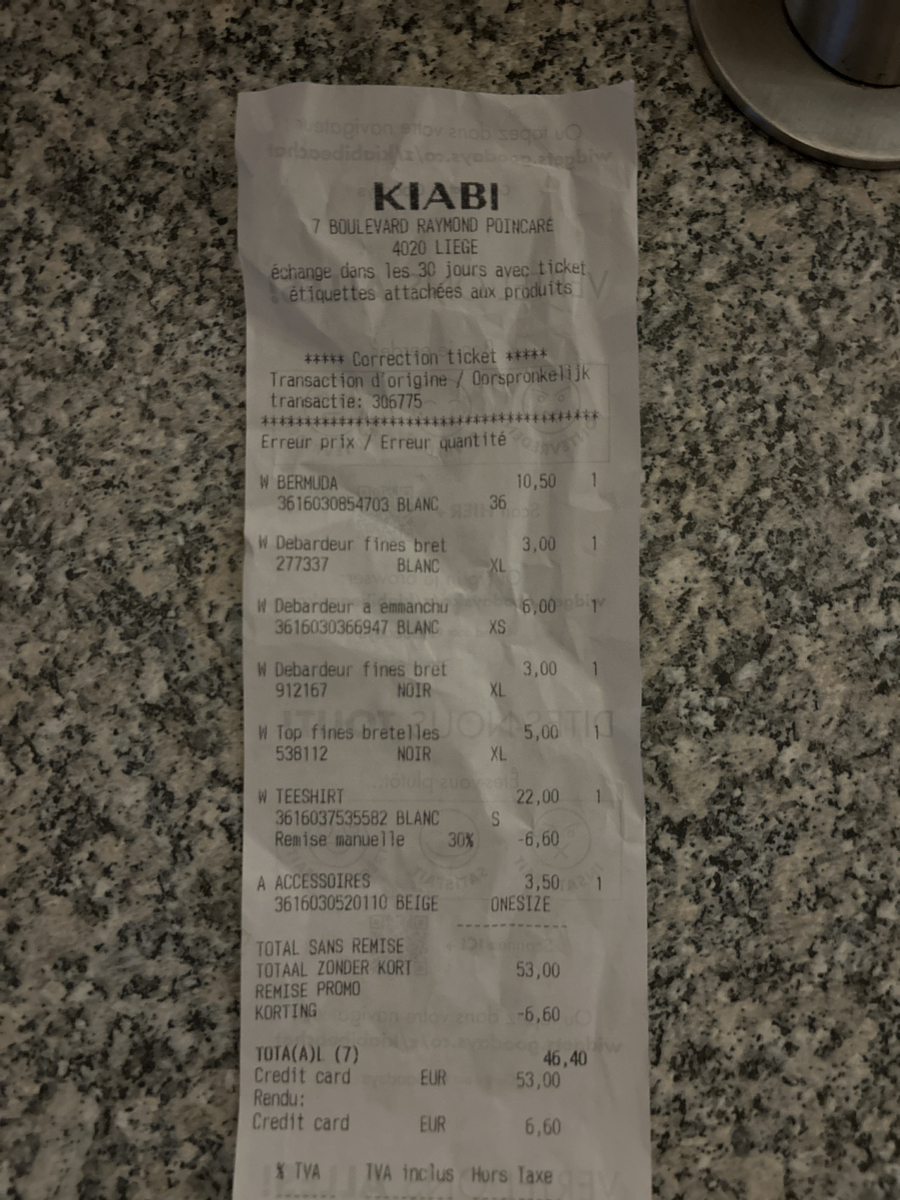 KIABI
7 BOULEVARD RAYMOND POINCARE
4020 LIEGE
échange dans les 30 jours avec ticket
étiquettes attachées aux produits
***** Correction ticket *****
Transaction d'origine / Oorspronkelijk
transactie: 306775
****************************************
Erreur prix / Erreur quantité
W BERMUDA 10,50 1
3616030854703 BLANC 36
W Debardeur fines bret 3,00 1
277337 BLANC XL
W Debardeur a emmanchu 6,00 1
3616030366947 BLANC XS
W Debardeur fines bret 3,00 1
912167 NOIR XL
W Top fines bretelles 5,00 1
538112 NOIR XL
W TEESHIRT 22,00 1
3616037535582 BLANC S
Remise manuelle 30% -6,60
A ACCESSOIRES 3,50 1
3616030520110 BEIGE ONESIZE
--------------
TOTAL SANS REMISE
TOTAAL ZONDER KORT 53,00
REMISE PROMO
KORTING -6,60
TOTA(A)L (7) 46,40
Credit card EUR 53,00
Rendu:
Credit card EUR 6,60
% TVA TVA inclus Hors Taxe